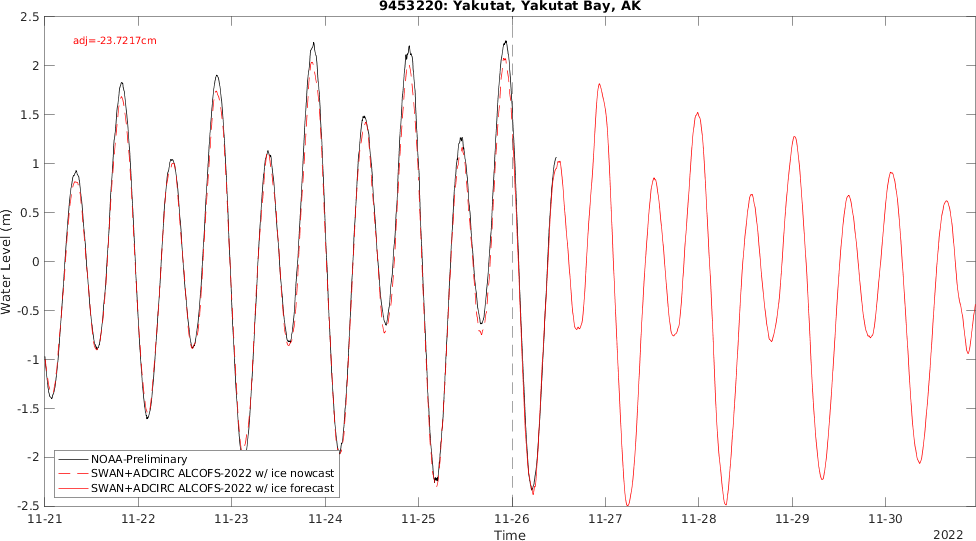 9453220: Yakutat, Yakutat Bay, AK
adj=-23.7217cm
Water Level (m)
2.5
2
1.5
1
0.5
0
-0.5
-1
-1.5
-2
-2.5
NOAA-Preliminary
SWAN+ADCIRC ALCOFS-2022 w/ ice nowcast
SWAN+ADCIRC ALCOFS-2022 w/ ice forecast
11-21 11-22 11-23 11-24 11-25 11-26 11-27 11-28 11-29 11-30
Time
2022